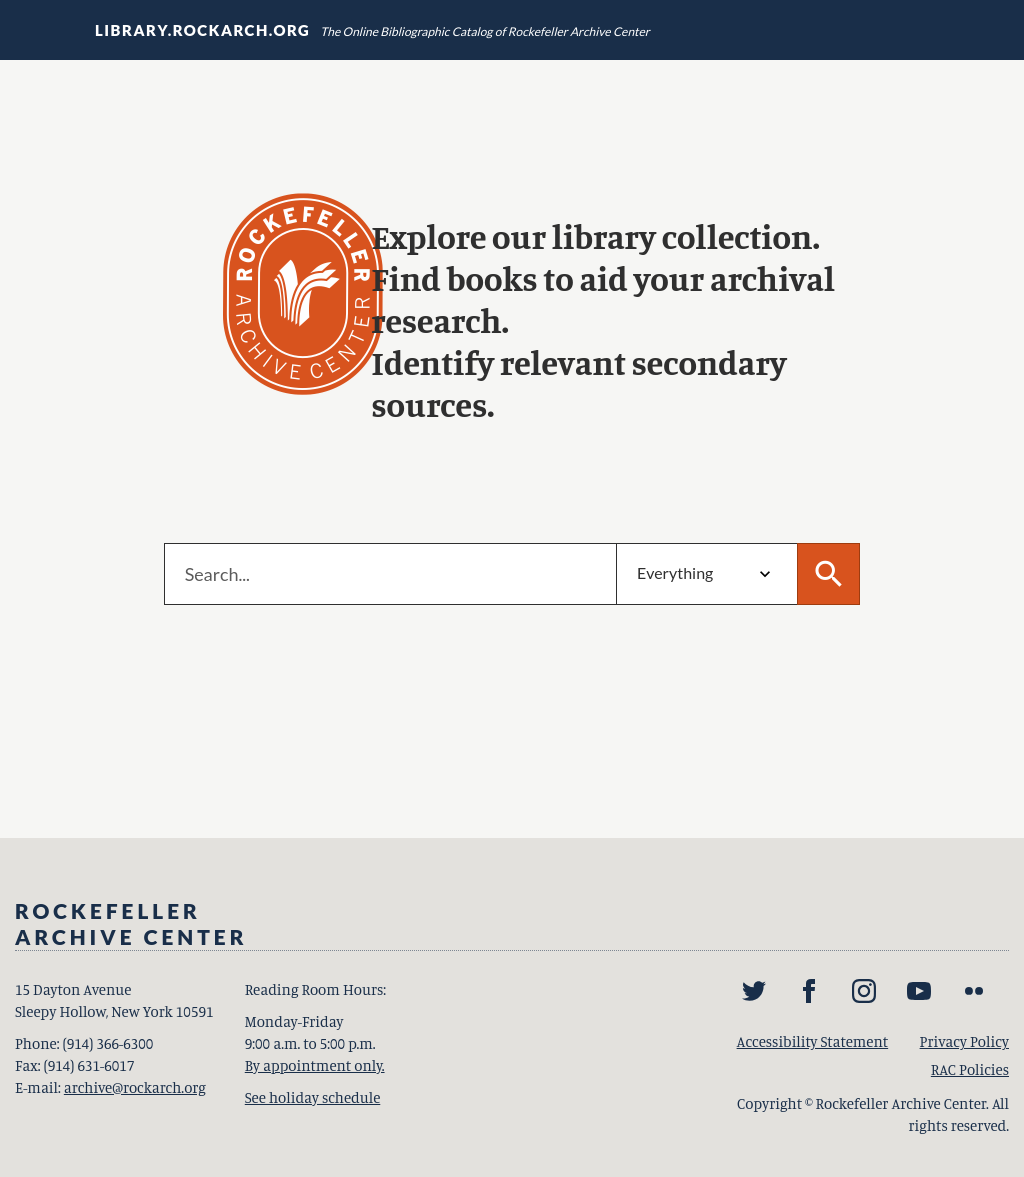 LIBRARY.ROCKARCH.ORG The Online Bibliographic Catalog of Rockefeller Archive Center
ROCKEFELLER
ARCHIVE CENTER
Explore our library collection.
Find books to aid your archival
research.
Identify relevant secondary
sources.
Search... Everything
ROCKEFELLER
ARCHIVE CENTER
15 Dayton Avenue
Sleepy Hollow, New York 10591
Phone: (914) 366-6300
Fax: (914) 631-6017
E-mail: archive@rockarch.org
Reading Room Hours:
Monday-Friday
9:00 a.m. to 5:00 p.m.
By appointment only.
See holiday schedule
Accessibility Statement Privacy Policy
RAC Policies
Copyright © Rockefeller Archive Center. All
rights reserved.